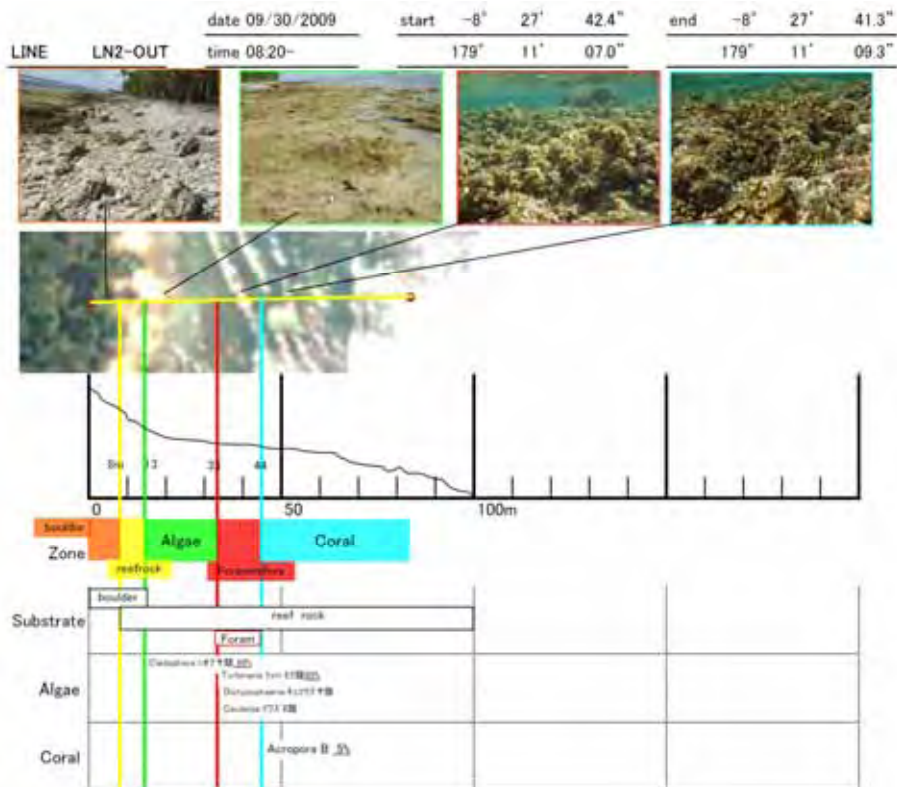 date 09/30/2009 start -8° 27' 42.4" end -8° 27' 41.3"
LINE LN2-OUT time 08:20- 179° 11' 07.0" 179° 11' 09.3"
13 33 44
0 50 100m
boulder
Algae Coral
Zone
reefrock
boulder
Substrate reef rock
Foram
Algae
Coral Acropora B 5%